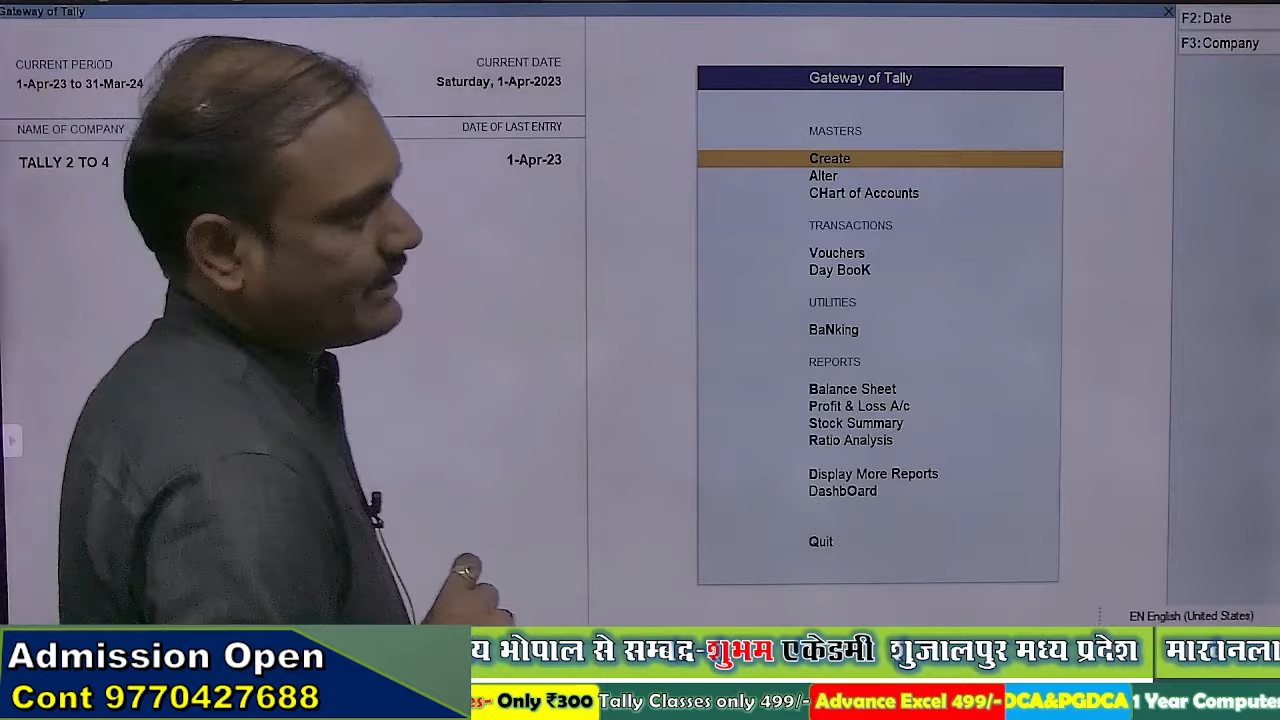 Gateway of Tally
F2: Date
F3: Company
CURRENT PERIOD
1-Apr-23 to 31-Mar-24
CURRENT DATE
Saturday, 1-Apr-2023
NAME OF COMPANY
DATE OF LAST ENTRY
TALLY 2 TO 4
1-Apr-23
Gateway of Tally
MASTERS
Create
Alter
CHart of Accounts
TRANSACTIONS
Vouchers
Day BooK
UTILITIES
BaNking
REPORTS
Balance Sheet
Profit & Loss A/c
Stock Summary
Ratio Analysis
Display More Reports
DashbOard
Quit
EN English (United States)
Admission Open
Cont 9770427688
य भोपाल से सम्बद्द-शुभम एकेडमी शुजालपुर मध्य प्रदेश माखनला
es- Only ₹300 Tally Classes only 499/- Advance Excel 499/- DCA&PGDCA 1 Year Compute